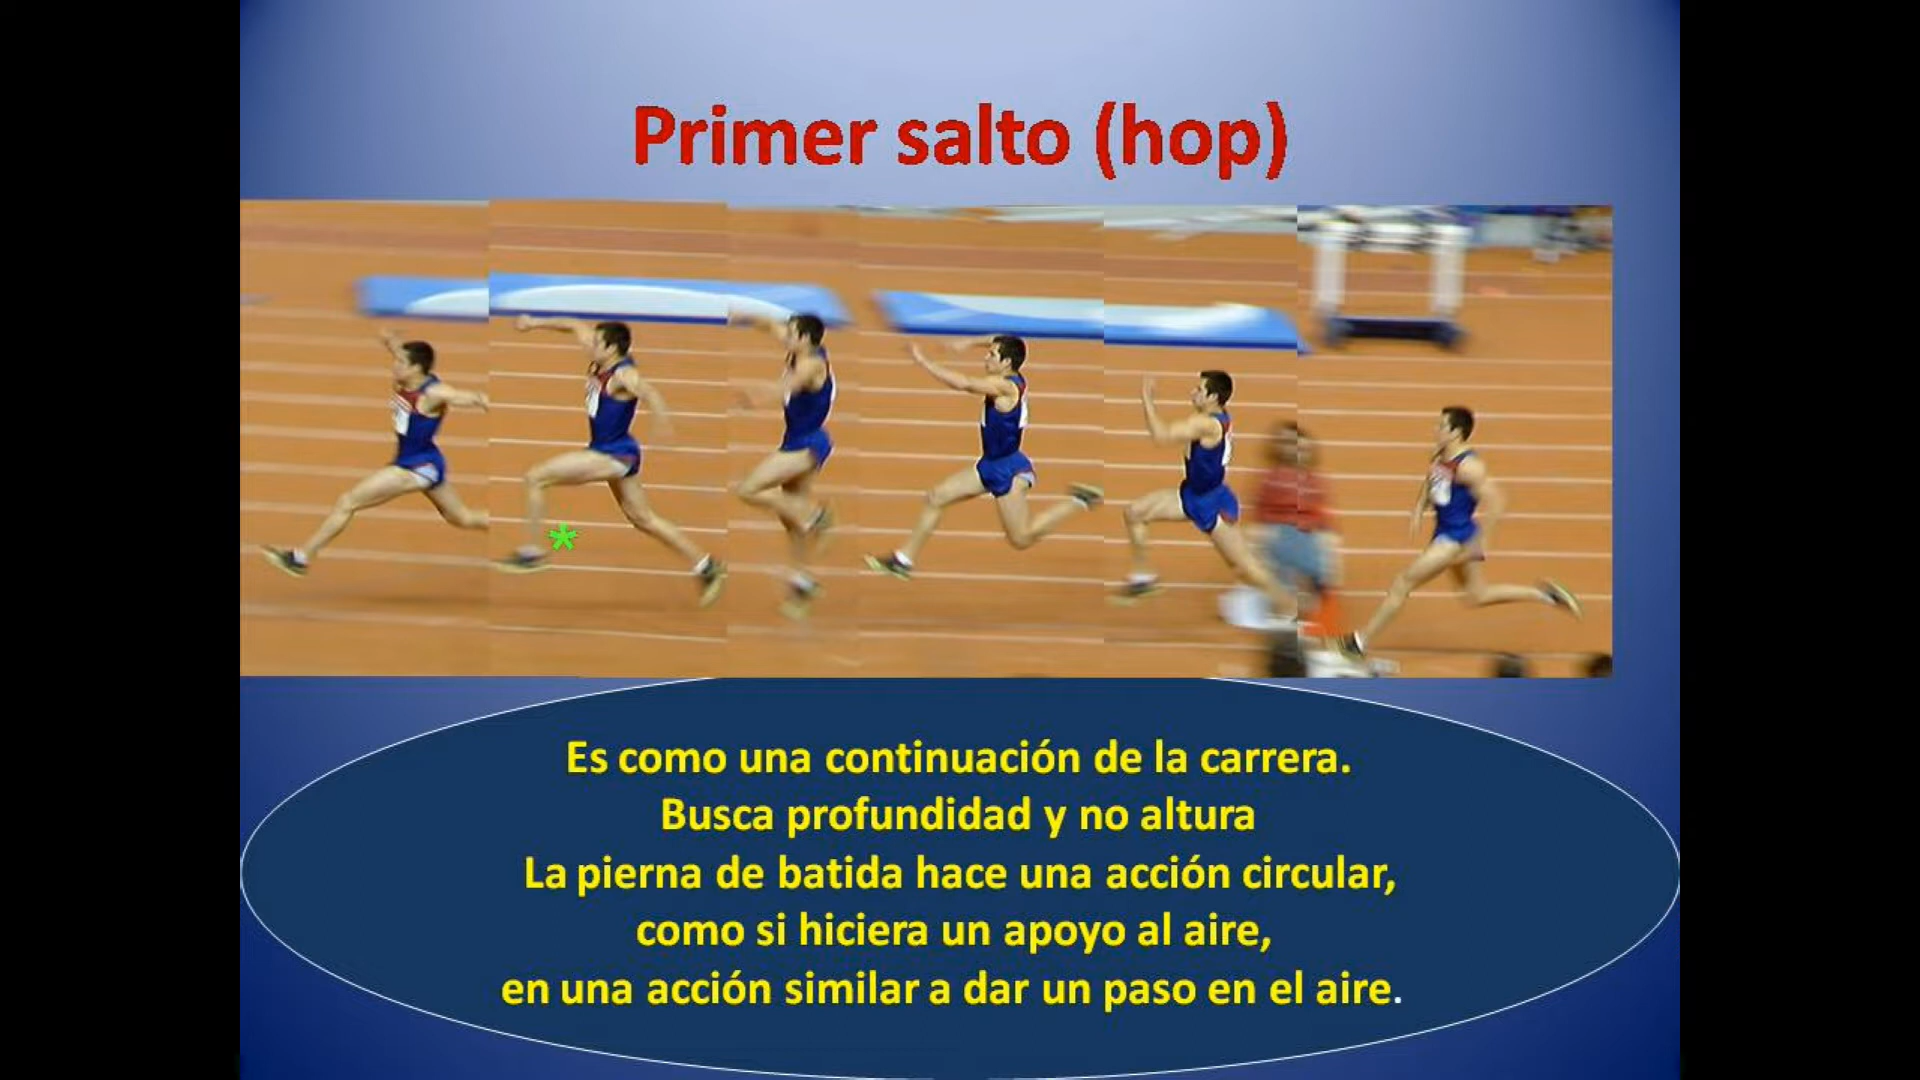 Primer salto (hop)
*
Es como una continuación de la carrera.
Busca profundidad y no altura
La pierna de batida hace una acción circular,
como si hiciera un apoyo al aire,
en una acción similar a dar un paso en el aire.